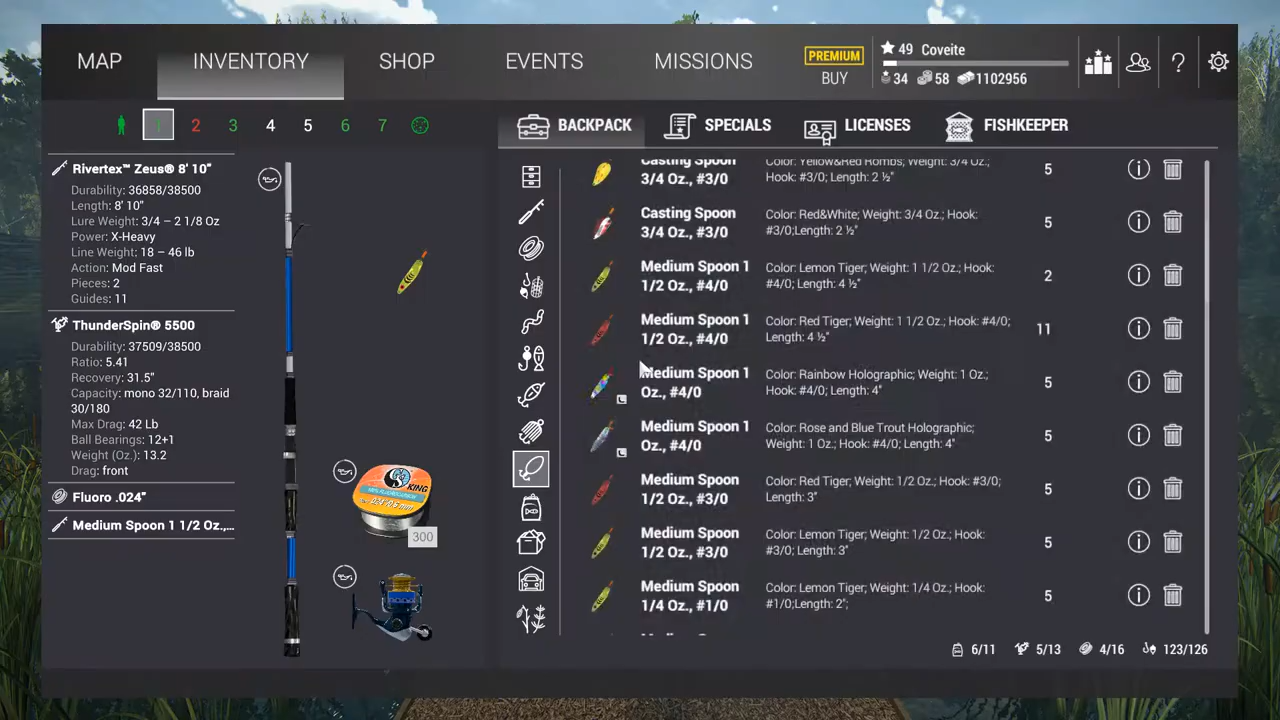 MAP
INVENTORY
SHOP
EVENTS
MISSIONS
PREMIUM
BUY
49 Coveite
34 58 1102956
1 2 3 4 5 6 7
BACKPACK
SPECIALS
LICENSES
FISHKEEPER
Rivertex™ Zeus® 8' 10"
Durability: 36858/38500
Length: 8' 10"
Lure Weight: 3/4 – 2 1/8 Oz
Power: X-Heavy
Line Weight: 18 – 46 lb
Action: Mod Fast
Pieces: 2
Guides: 11
ThunderSpin® 5500
Durability: 37509/38500
Ratio: 5.41
Recovery: 31.5"
Capacity: mono 32/110, braid
30/180
Max Drag: 42 Lb
Ball Bearings: 12+1
Weight (Oz.): 13.2
Drag: front
Fluoro .024"
Medium Spoon 1 1/2 Oz.,...
KING
300
Casting Spoon
3/4 Oz., #3/0
Color: Yellow&Red Rombs; Weight: 3/4 Oz.;
Hook: #3/0; Length: 2 ½"
5
Casting Spoon
3/4 Oz., #3/0
Color: Red&White; Weight: 3/4 Oz.; Hook:
#3/0;Length: 2 ½"
5
Medium Spoon 1
1/2 Oz., #4/0
Color: Lemon Tiger; Weight: 1 1/2 Oz.; Hook:
#4/0; Length: 4 ½"
2
Medium Spoon 1
1/2 Oz., #4/0
Color: Red Tiger; Weight: 1 1/2 Oz.; Hook: #4/0;
Length: 4 ½"
11
Medium Spoon 1
Oz., #4/0
Color: Rainbow Holographic; Weight: 1 Oz.;
Hook: #4/0; Length: 4"
5
Medium Spoon 1
Oz., #4/0
Color: Rose and Blue Trout Holographic;
Weight: 1 Oz.; Hook: #4/0; Length: 4"
5
Medium Spoon
1/2 Oz., #3/0
Color: Red Tiger; Weight: 1/2 Oz.; Hook: #3/0;
Length: 3"
5
Medium Spoon
1/2 Oz., #3/0
Color: Lemon Tiger; Weight: 1/2 Oz.; Hook:
#3/0; Length: 3"
5
Medium Spoon
1/4 Oz., #1/0
Color: Lemon Tiger; Weight: 1/4 Oz.; Hook:
#1/0;Length: 2";
5
6/11 5/13 4/16 123/126